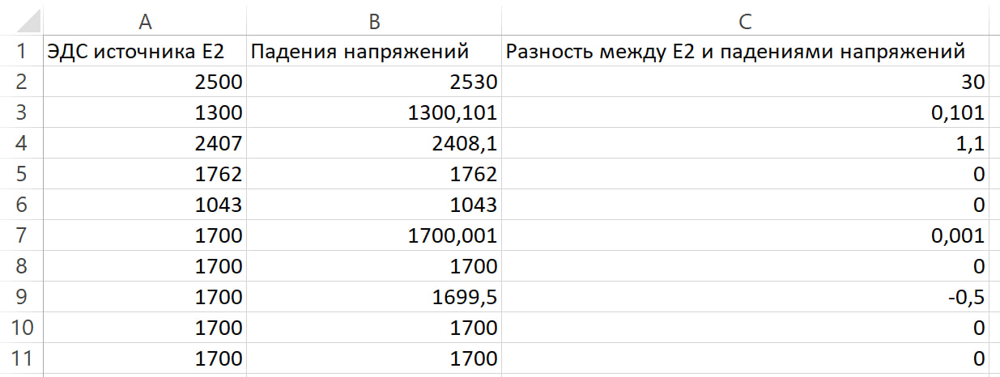 A B C
1 ЭДС источника E2 Падения напряжений Разность между E2 и падениями напряжений
2 2500 2530 30
3 1300 1300,101 0,101
4 2407 2408,1 1,1
5 1762 1762 0
6 1043 1043 0
7 1700 1700,001 0,001
8 1700 1700 0
9 1700 1699,5 -0,5
10 1700 1700 0
11 1700 1700 0